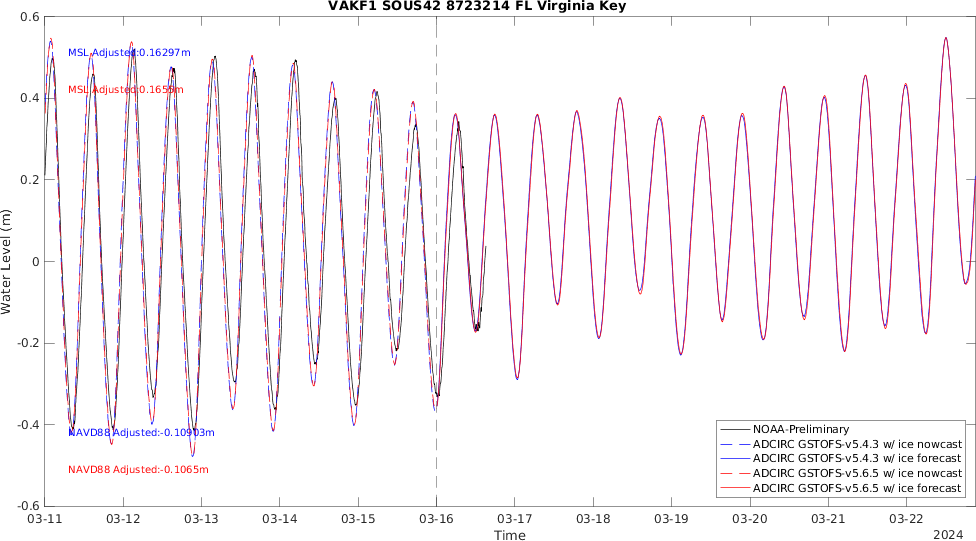 VAKF1 SOUS42 8723214 FL Virginia Key
0.6
MSL Adjusted:0.16297m
MSL Adjusted:0.1655m
0.4
0.2
0
-0.2
-0.4
-0.6
Water Level (m)
NAVD88 Adjusted:-0.10903m
NAVD88 Adjusted:-0.1065m
NOAA-Preliminary
ADCIRC GSTOFS-v5.4.3 w/ ice nowcast
ADCIRC GSTOFS-v5.4.3 w/ ice forecast
ADCIRC GSTOFS-v5.6.5 w/ ice nowcast
ADCIRC GSTOFS-v5.6.5 w/ ice forecast
03-11 03-12 03-13 03-14 03-15 03-16 03-17 03-18 03-19 03-20 03-21 03-22
Time
2024